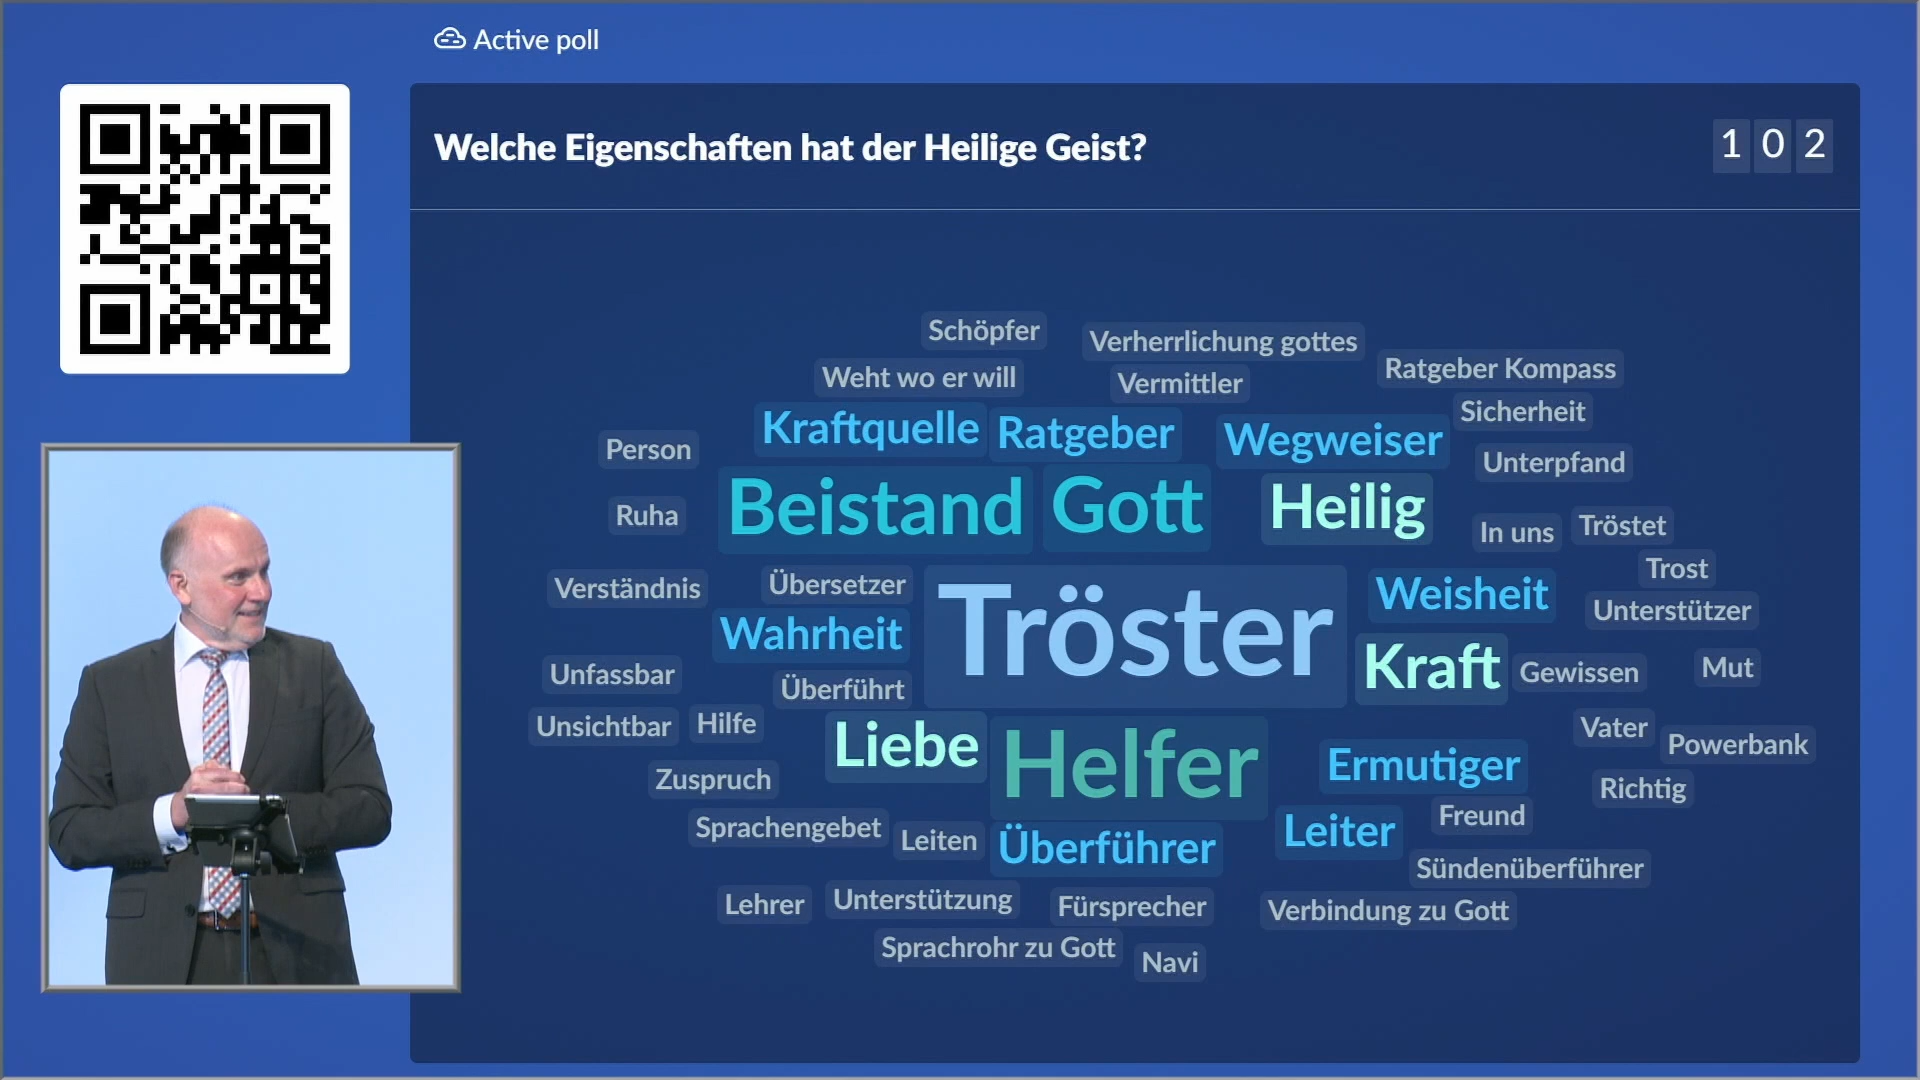 Active poll
Welche Eigenschaften hat der Heilige Geist?
102
Schöpfer
Verherrlichung gottes
Weht wo er will
Vermittler
Ratgeber Kompass
Kraftquelle
Ratgeber
Wegweiser
Sicherheit
Person
Unterpfand
Ruha
Beistand
Gott
Heilig
In uns
Tröstet
Trost
Verständnis
Übersetzer
Tröster
Weisheit
Unterstützer
Wahrheit
Unfassbar
Überführt
Kraft
Gewissen
Mut
Unsichtbar
Hilfe
Liebe
Helfer
Vater
Powerbank
Zuspruch
Ermutiger
Richtig
Sprachengebet
Leiten
Überführer
Leiter
Freund
Sündenüberführer
Lehrer
Unterstützung
Fürsprecher
Verbindung zu Gott
Sprachrohr zu Gott
Navi